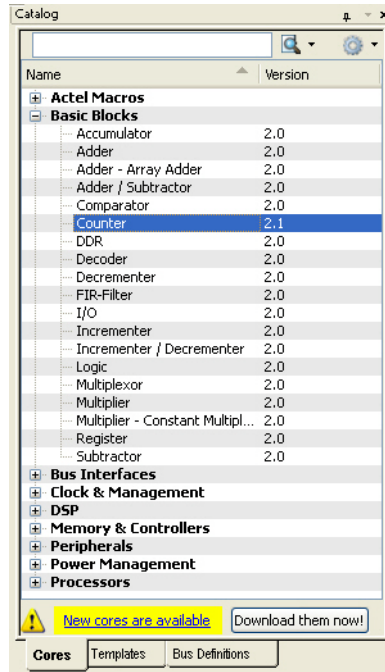 Catalog
Name Version
Actel Macros
Basic Blocks
Accumulator 2.0
Adder 2.0
Adder - Array Adder 2.0
Adder / Subtractor 2.0
Comparator 2.0
Counter 2.1
DDR 2.0
Decoder 2.0
Decrementer 2.0
FIR-Filter 2.0
I/O 2.0
Incrementer 2.0
Incrementer / Decrementer 2.0
Logic 2.0
Multiplexor 2.0
Multiplier 2.0
Multiplier - Constant Multipl... 2.0
Register 2.0
Subtractor 2.0
Bus Interfaces
Clock & Management
DSP
Memory & Controllers
Peripherals
Power Management
Processors
New cores are available Download them now!
Cores Templates Bus Definitions